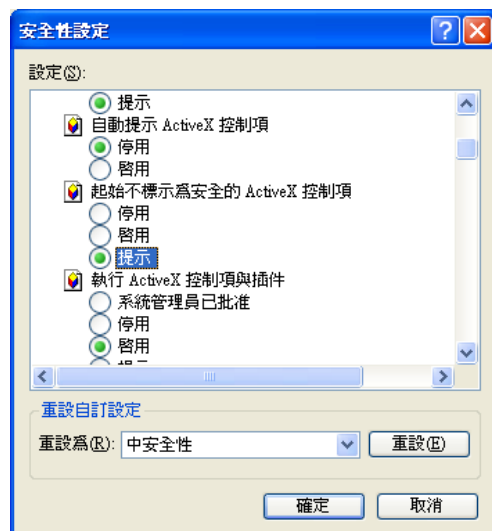 安全性設定
設定(S):
提示
自動提示 ActiveX 控制項
停用
啓用
起始不標示爲安全的 ActiveX 控制項
停用
啓用
提示
執行 ActiveX 控制項與插件
系統管理員已批准
停用
啓用
重設自訂設定
重設爲(R): 中安全性 重設(E)
確定 取消